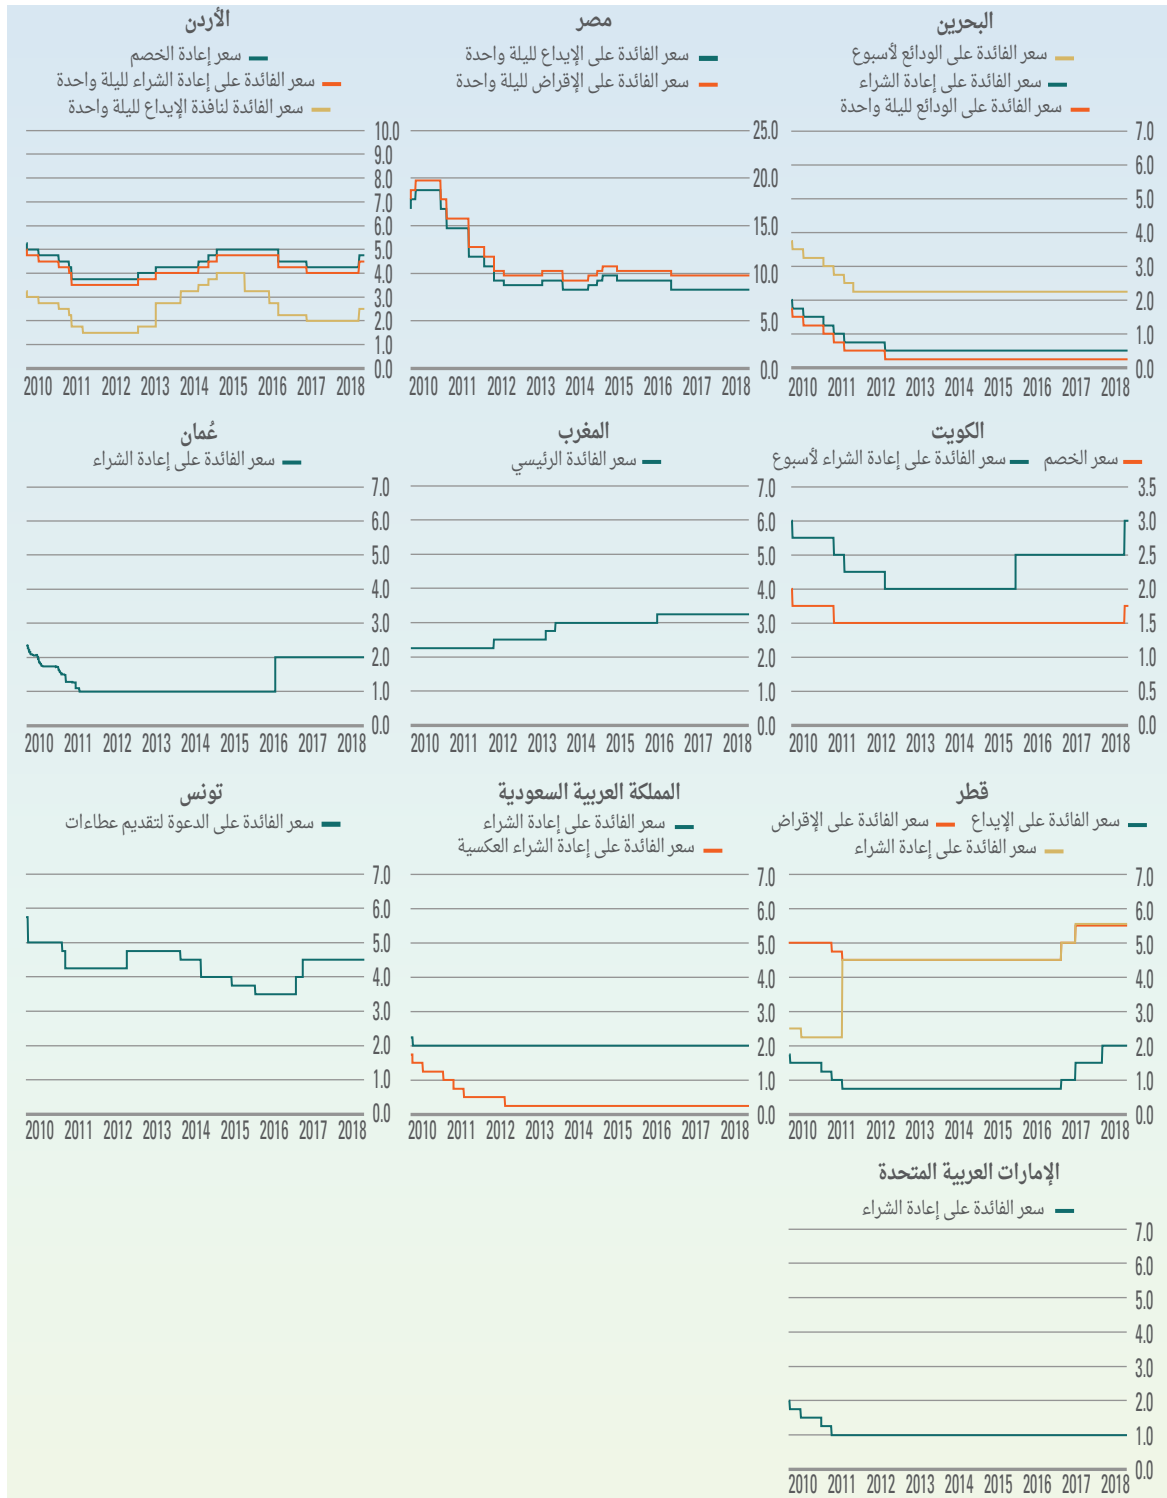 البحرين
سعر الفائدة على الودائع لأسبوع
سعر الفائدة على إعادة الشراء
سعر الفائدة على الودائع لليلة واحدة
7.0
6.0
5.0
4.0
3.0
2.0
1.0
0.0
2010 2011 2012 2013 2014 2015 2016 2017 2018
مصر
سعر الفائدة على الإيداع لليلة واحدة
سعر الفائدة على الإقراض لليلة واحدة
25.0
20.0
15.0
10.0
5.0
0.0
2010 2011 2012 2013 2014 2015 2016 2017 2018
الأردن
سعر إعادة الخصم
سعر الفائدة على إعادة الشراء لليلة واحدة
سعر الفائدة لنافذة الإيداع لليلة واحدة
10.0
9.0
8.0
7.0
6.0
5.0
4.0
3.0
2.0
1.0
0.0
2010 2011 2012 2013 2014 2015 2016 2017 2018
الكويت
سعر الخصم سعر الفائدة على إعادة الشراء لأسبوع
3.5
3.0
2.5
2.0
1.5
1.0
0.5
0.0
2010 2011 2012 2013 2014 2015 2016 2017 2018
المغرب
سعر الفائدة الرئيسي
7.0
6.0
5.0
4.0
3.0
2.0
1.0
0.0
2010 2011 2012 2013 2014 2015 2016 2017 2018
عُمان
سعر الفائدة على إعادة الشراء
7.0
6.0
5.0
4.0
3.0
2.0
1.0
0.0
2010 2011 2012 2013 2014 2015 2016 2017 2018
قطر
سعر الفائدة على الإيداع سعر الفائدة على الإقراض
سعر الفائدة على إعادة الشراء
7.0
6.0
5.0
4.0
3.0
2.0
1.0
0.0
2010 2011 2012 2013 2014 2015 2016 2017 2018
المملكة العربية السعودية
سعر الفائدة على إعادة الشراء
سعر الفائدة على إعادة الشراء العكسية
7.0
6.0
5.0
4.0
3.0
2.0
1.0
0.0
2010 2011 2012 2013 2014 2015 2016 2017 2018
تونس
سعر الفائدة على الدعوة لتقديم عطاءات
7.0
6.0
5.0
4.0
3.0
2.0
1.0
0.0
2010 2011 2012 2013 2014 2015 2016 2017 2018
الإمارات العربية المتحدة
سعر الفائدة على إعادة الشراء
7.0
6.0
5.0
4.0
3.0
2.0
1.0
0.0
2010 2011 2012 2013 2014 2015 2016 2017 2018